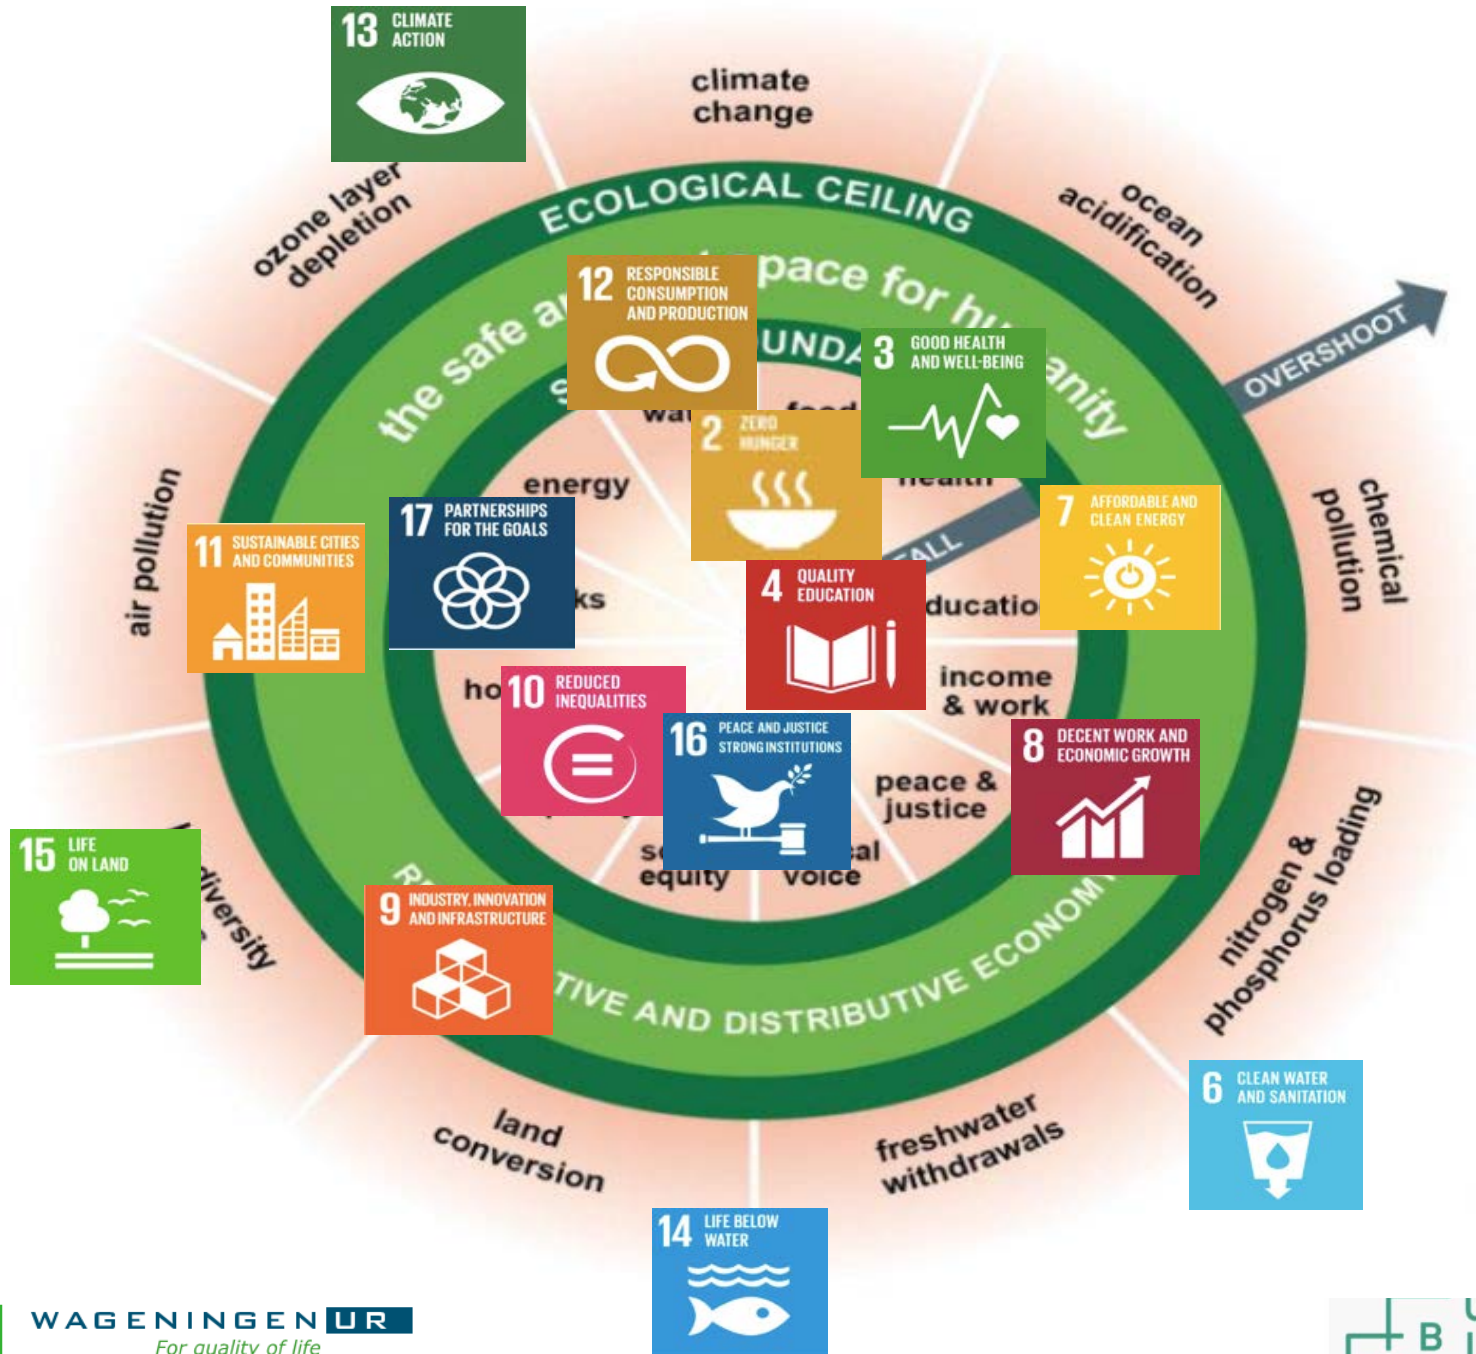 13 CLIMATE
ACTION
climate
change
ozone layer
depletion
ocean
acidification
ECOLOGICAL CEILING
the safe
space for
OVERSHOOT
12 RESPONSIBLE
CONSUMPTION
AND PRODUCTION
3 GOOD HEALTH
AND WELL-BEING
2 ZERO
HUNGER
energy
health
17 PARTNERSHIPS
FOR THE GOALS
7 AFFORDABLE AND
CLEAN ENERGY
chemical
pollution
air pollution
11 SUSTAINABLE CITIES
AND COMMUNITIES
4 QUALITY
EDUCATION
ducatio
income
& work
10 REDUCED
INEQUALITIES
16 PEACE AND JUSTICE
STRONG INSTITUTIONS
8 DECENT WORK AND
ECONOMIC GROWTH
peace &
justice
equity
voice
nitrogen &
phosphorus loading
15 LIFE
ON LAND
diversity
9 INDUSTRY, INNOVATION
AND INFRASTRUCTURE
TIVE AND DISTRIBUTIVE ECONOM
land
conversion
freshwater
withdrawals
6 CLEAN WATER
AND SANITATION
14 LIFE BELOW
WATER
WAGENINGEN UR
For quality of life
B